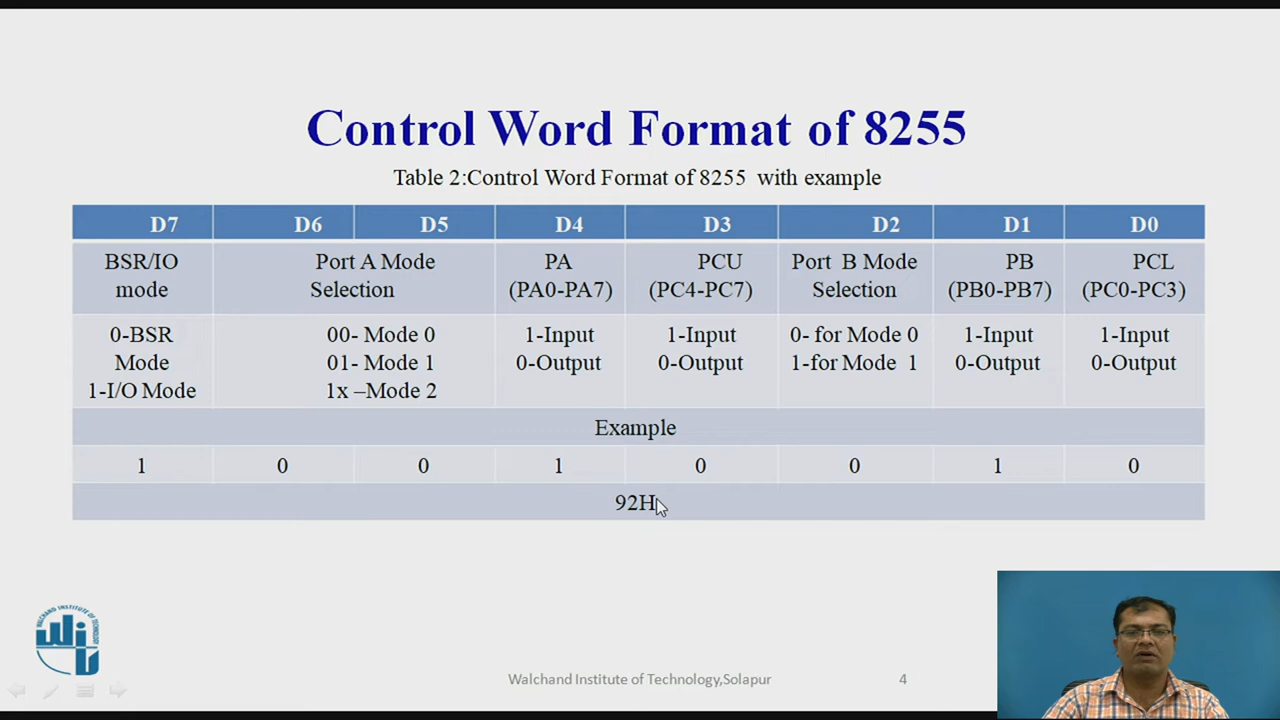 Control Word Format of 8255
Table 2:Control Word Format of 8255 with example
D7 D6 D5 D4 D3 D2 D1 D0
BSR/IO mode
Port A Mode Selection
PA (PA0-PA7)
PCU (PC4-PC7)
Port B Mode Selection
PB (PB0-PB7)
PCL (PC0-PC3)
0-BSR Mode
1-I/O Mode
00- Mode 0
01- Mode 1
1x –Mode 2
1-Input
0-Output
1-Input
0-Output
0- for Mode 0
1-for Mode 1
1-Input
0-Output
1-Input
0-Output
Example
1 0 0 1 0 0 1 0
92H
WALCHAND INSTITUTE OF TECHNOLOGY
WIT
Walchand Institute of Technology,Solapur
4